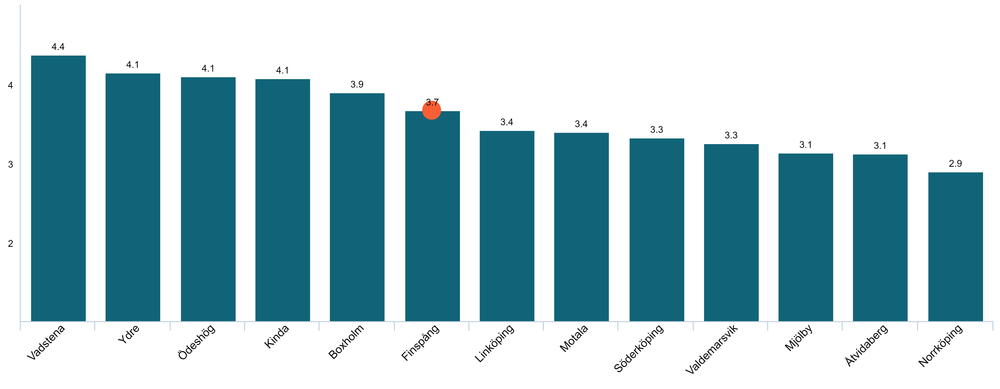 4.4
4.1
4.1
4.1
3.9
3.7
3.4
3.4
3.3
3.3
3.1
3.1
2.9
4
3
2
Vadstena
Ydre
Ödeshög
Kinda
Boxholm
Finspång
Linköping
Motala
Söderköping
Valdemarsvik
Mjölby
Åtvidaberg
Norrköping